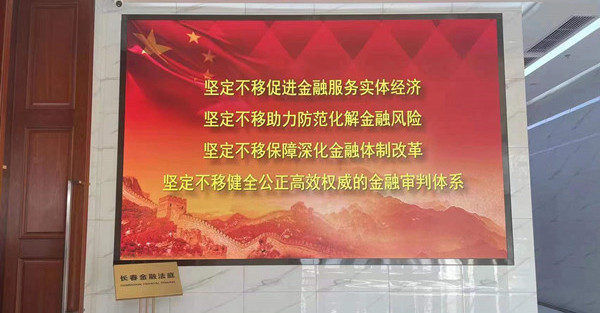 坚定不移促进金融服务实体经济
坚定不移助力防范化解金融风险
坚定不移保障深化金融体制改革
坚定不移健全公正高效权威的金融审判体系
长春金融法庭